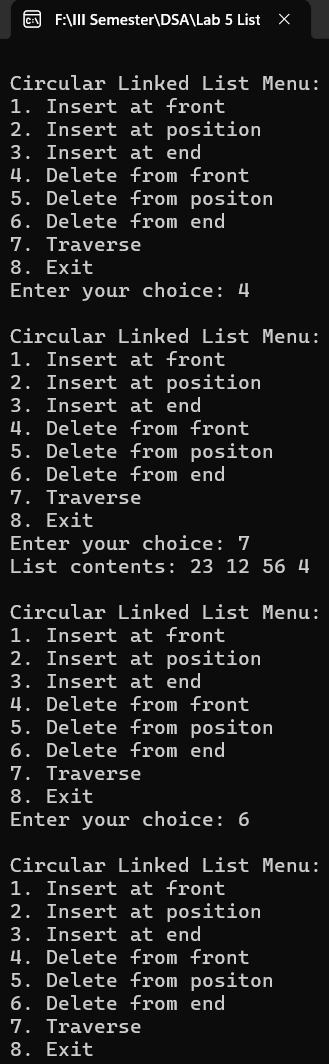 F:\III Semester\DSA\Lab 5 List
Circular Linked List Menu:
1. Insert at front
2. Insert at position
3. Insert at end
4. Delete from front
5. Delete from positon
6. Delete from end
7. Traverse
8. Exit
Enter your choice: 4
Circular Linked List Menu:
1. Insert at front
2. Insert at position
3. Insert at end
4. Delete from front
5. Delete from positon
6. Delete from end
7. Traverse
8. Exit
Enter your choice: 7
List contents: 23 12 56 4
Circular Linked List Menu:
1. Insert at front
2. Insert at position
3. Insert at end
4. Delete from front
5. Delete from positon
6. Delete from end
7. Traverse
8. Exit
Enter your choice: 6
Circular Linked List Menu:
1. Insert at front
2. Insert at position
3. Insert at end
4. Delete from front
5. Delete from positon
6. Delete from end
7. Traverse
8. Exit